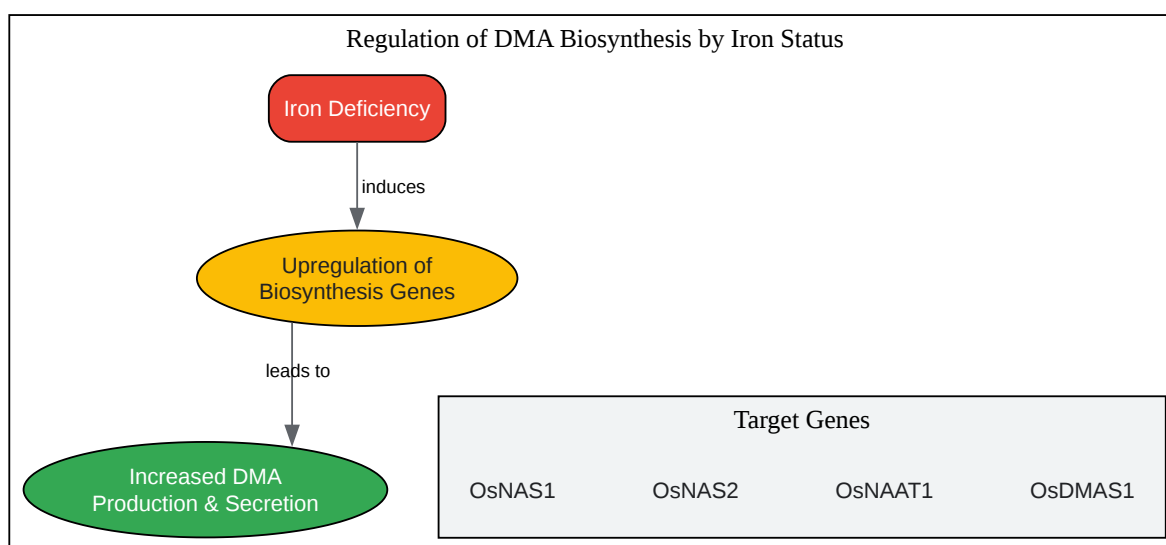 Regulation of DMA Biosynthesis by Iron Status
Iron Deficiency
induces
Upregulation of
Biosynthesis Genes
leads to
Increased DMA
Production & Secretion
Target Genes
OsNAS1
OsNAS2
OsNAAT1
OsDMAS1